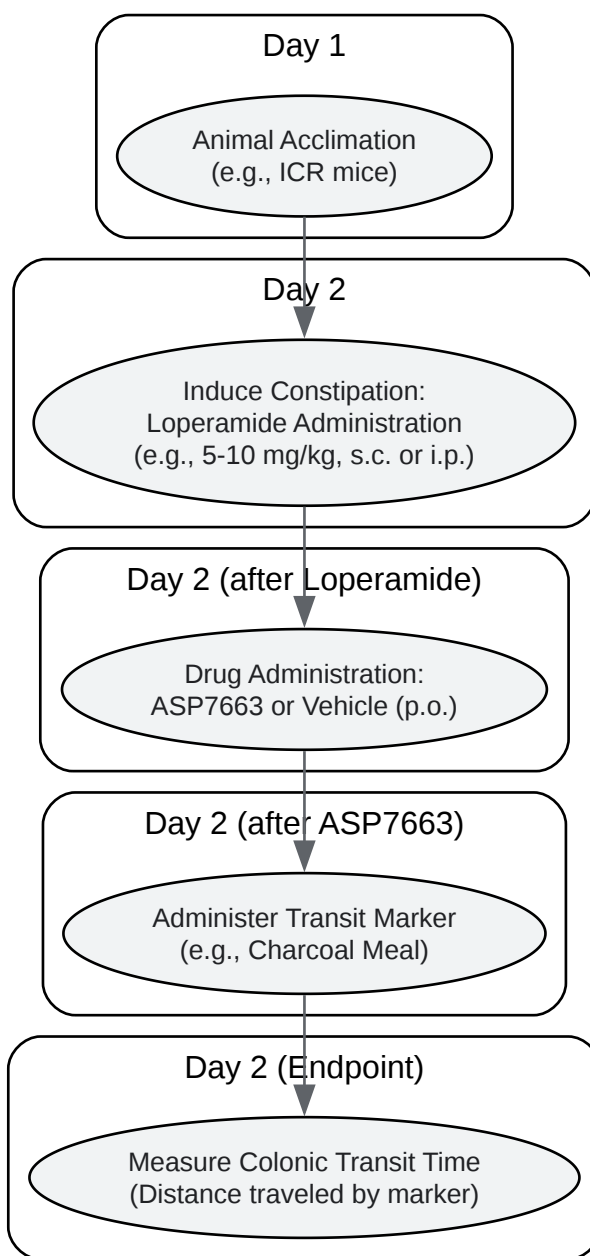 Day 1
Animal Acclimation
(e.g., ICR mice)
Day 2
Induce Constipation:
Loperamide Administration
(e.g., 5-10 mg/kg, s.c. or i.p.)
Day 2 (after Loperamide)
Drug Administration:
ASP7663 or Vehicle (p.o.)
Day 2 (after ASP7663)
Administer Transit Marker
(e.g., Charcoal Meal)
Day 2 (Endpoint)
Measure Colonic Transit Time
(Distance traveled by marker)